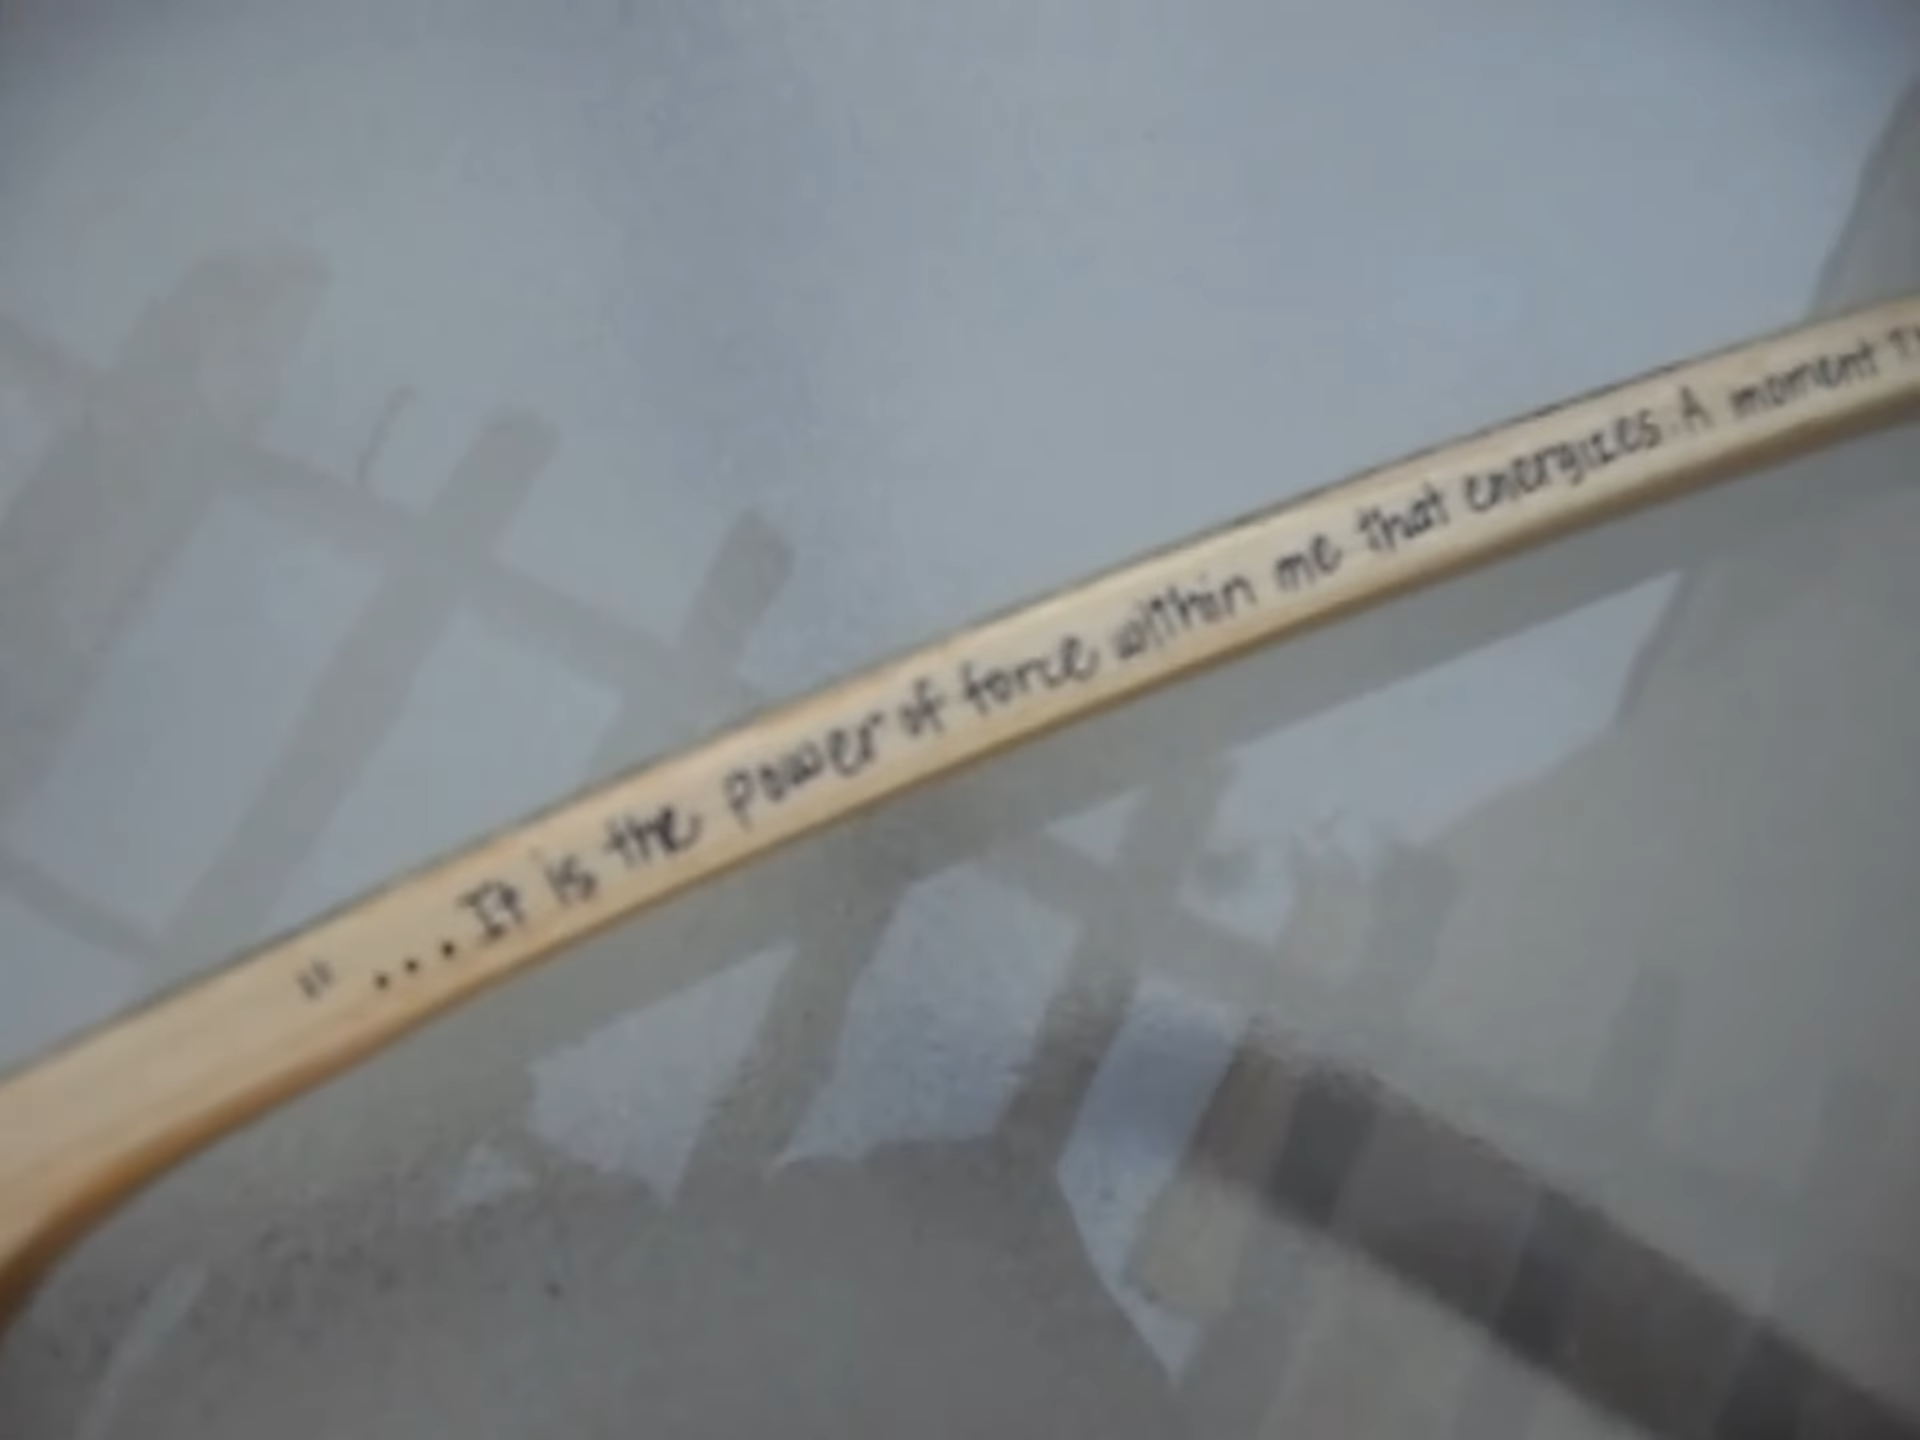 "....It is the power of force within me that energizes. A moment